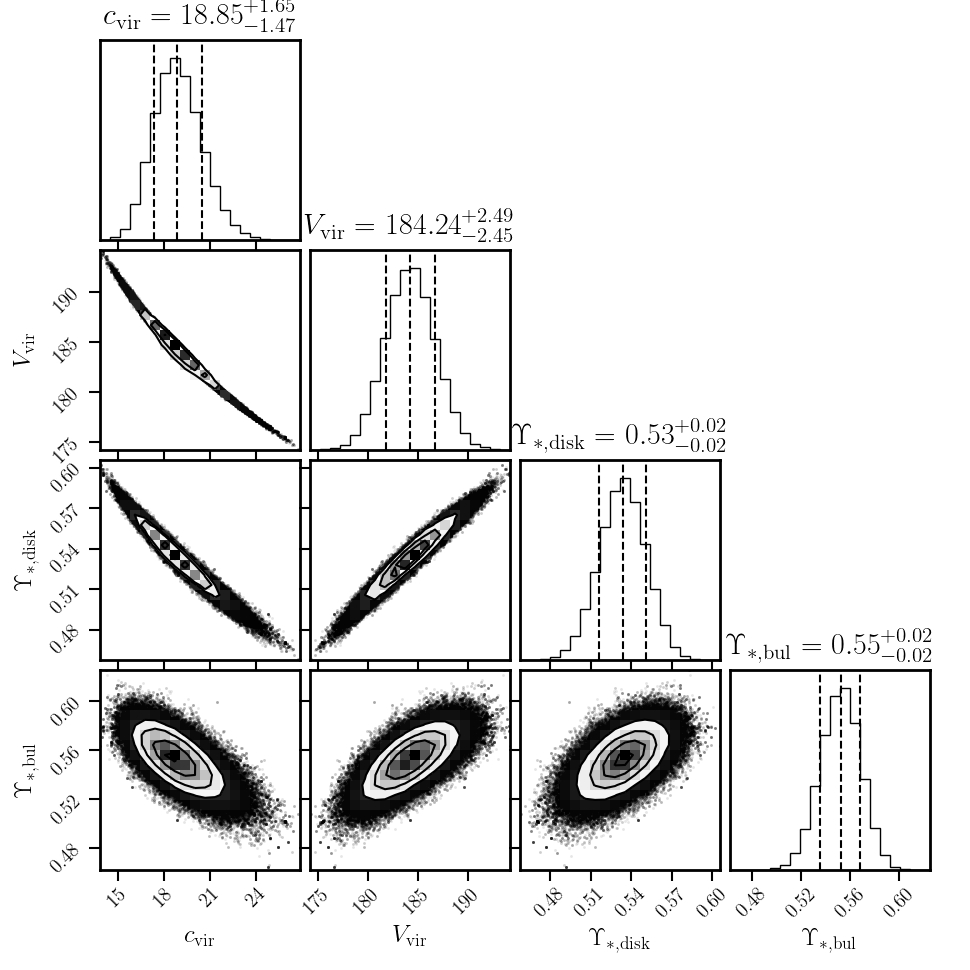 c_vir = 18.85^{+1.65}_{-1.47}
V_vir = 184.24^{+2.49}_{-2.45}
190
185
180
175
V_vir
Υ_{*,disk} = 0.53^{+0.02}_{-0.02}
0.60
0.57
0.54
0.51
0.48
Υ_{*,disk}
Υ_{*,bul} = 0.55^{+0.02}_{-0.02}
0.60
0.56
0.52
0.48
Υ_{*,bul}
15 18 21 24 175 180 185 190 0.48 0.51 0.54 0.57 0.60 0.48 0.52 0.56 0.60
c_vir V_vir Υ_{*,disk} Υ_{*,bul}